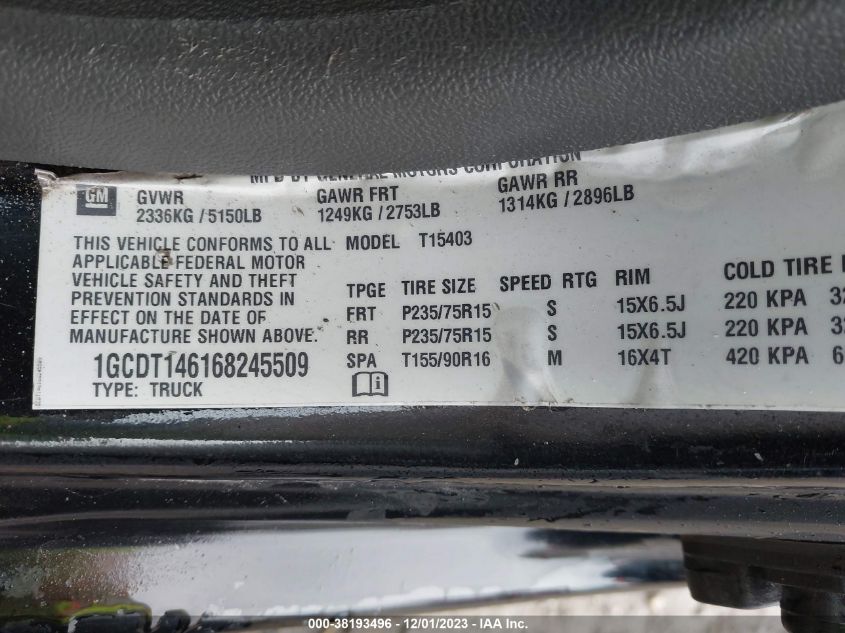 MFD BY GENERAL MOTORS CORPORATION
GM
GVWR GAWR FRT GAWR RR
2336KG / 5150LB 1249KG / 2753LB 1314KG / 2896LB
THIS VEHICLE CONFORMS TO ALL
APPLICABLE FEDERAL MOTOR
VEHICLE SAFETY AND THEFT
PREVENTION STANDARDS IN
EFFECT ON THE DATE OF
MANUFACTURE SHOWN ABOVE.
1GCDT146168245509
TYPE: TRUCK
MODEL T15403
TPGE TIRE SIZE SPEED RTG RIM COLD TIRE
FRT P235/75R15 S 15X6.5J 220 KPA
RR P235/75R15 S 15X6.5J 220 KPA
SPA T155/90R16 M 16X4T 420 KPA
000-38193496 - 12/01/2023 - IAA Inc.